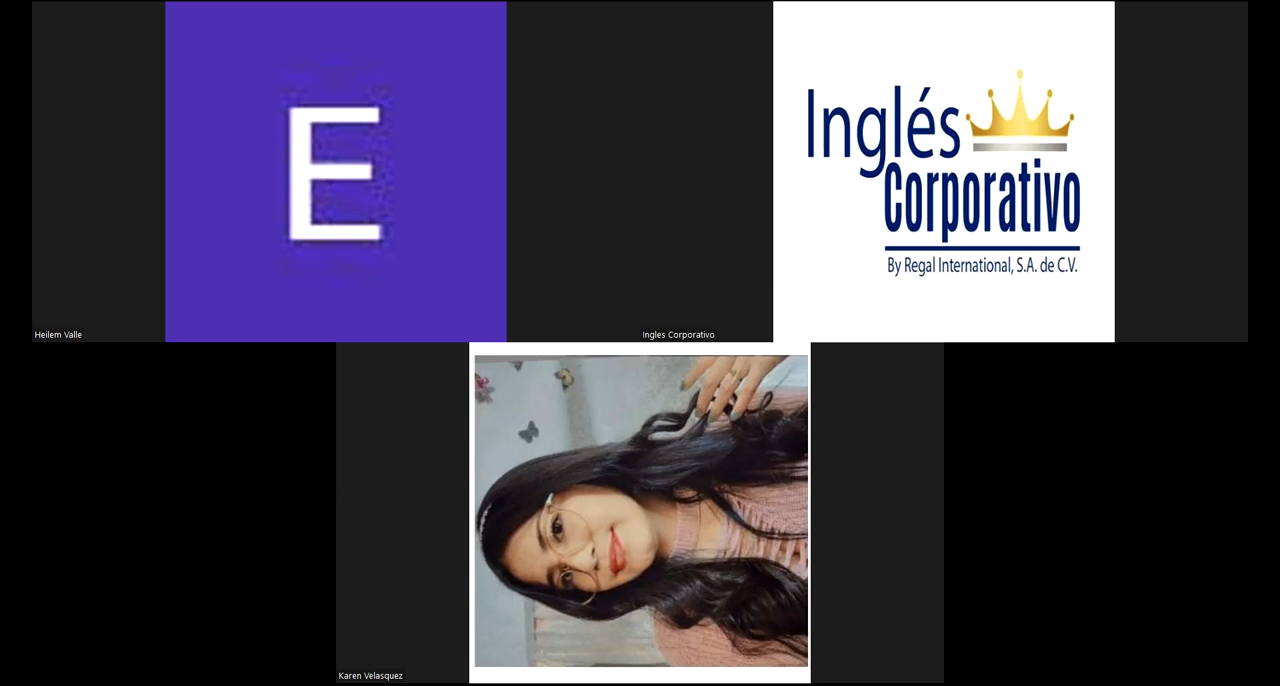 E
Inglés
Corporativo
By Regal International, S.A. de C.V.
Heilem Valle
Ingles Corporativo
Karen Velasquez